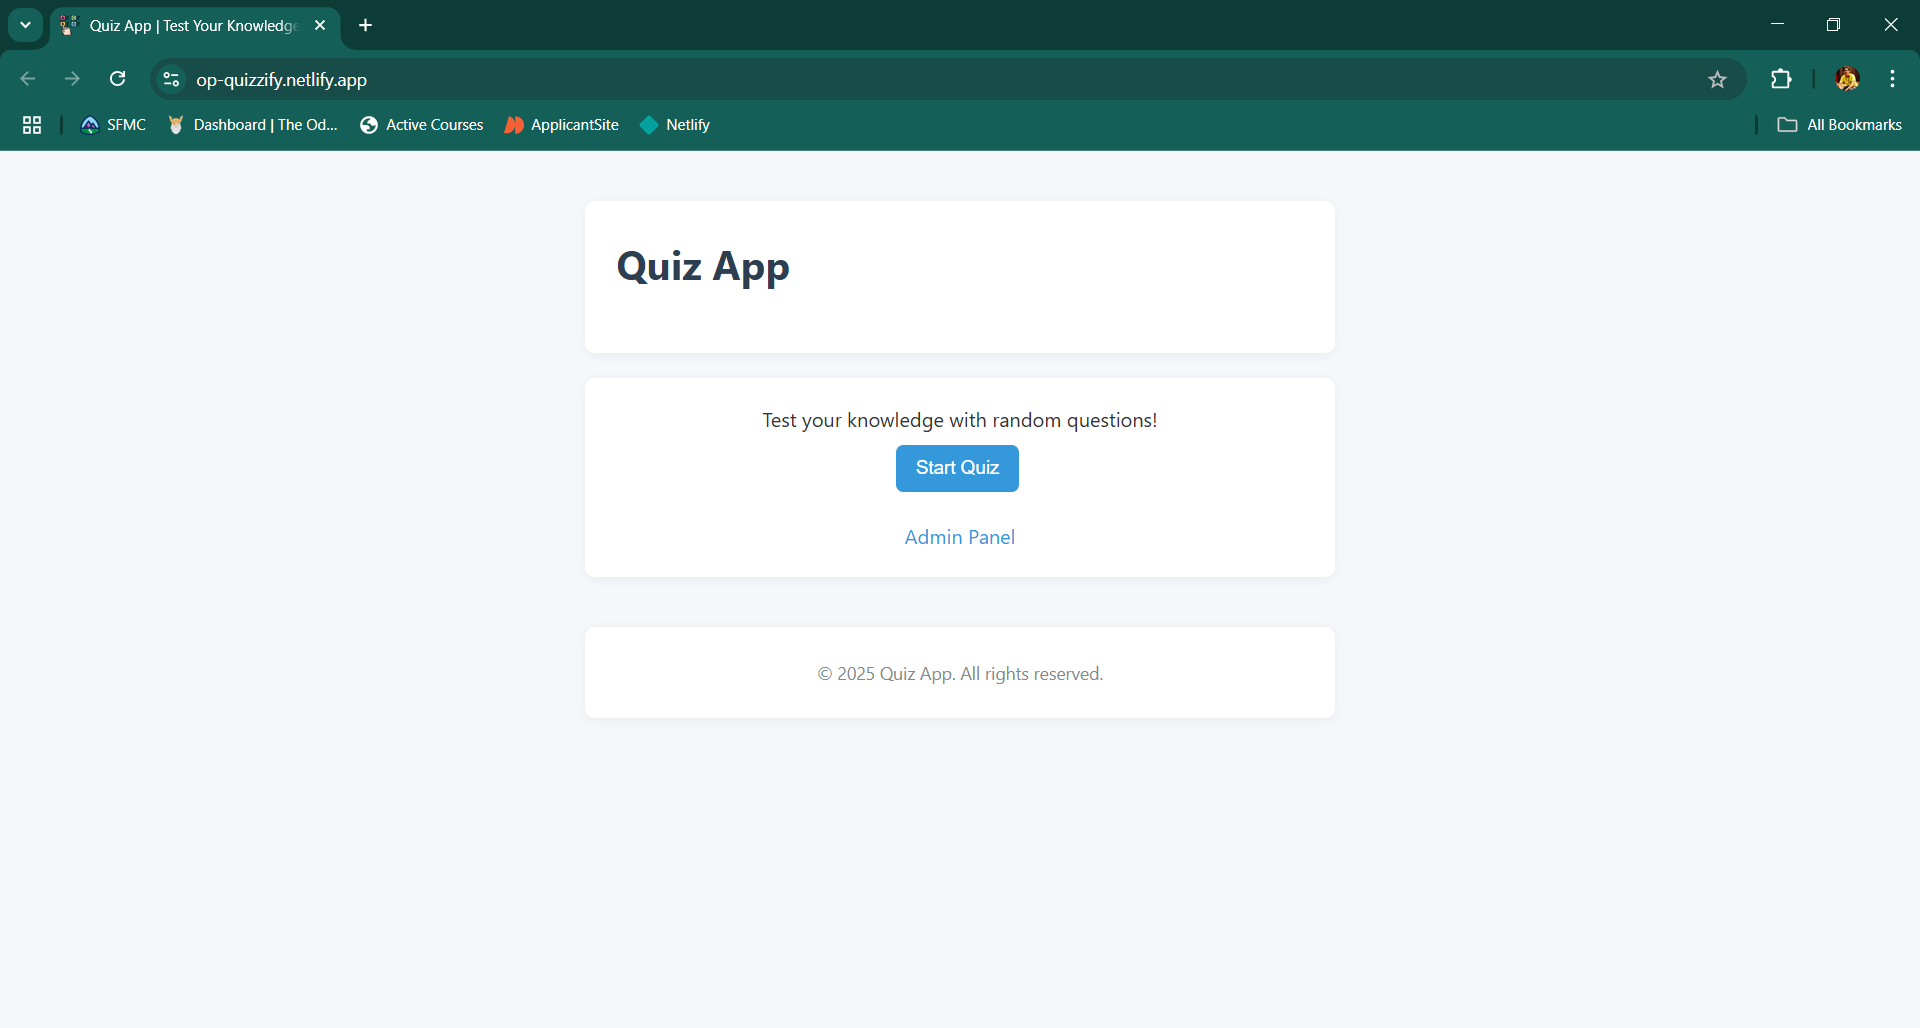 Quiz App | Test Your Knowledge
op-quizzify.netlify.app
SFMC
Dashboard | The Od...
Active Courses
ApplicantSite
Netlify
All Bookmarks
Quiz App
Test your knowledge with random questions!
Start Quiz
Admin Panel
© 2025 Quiz App. All rights reserved.